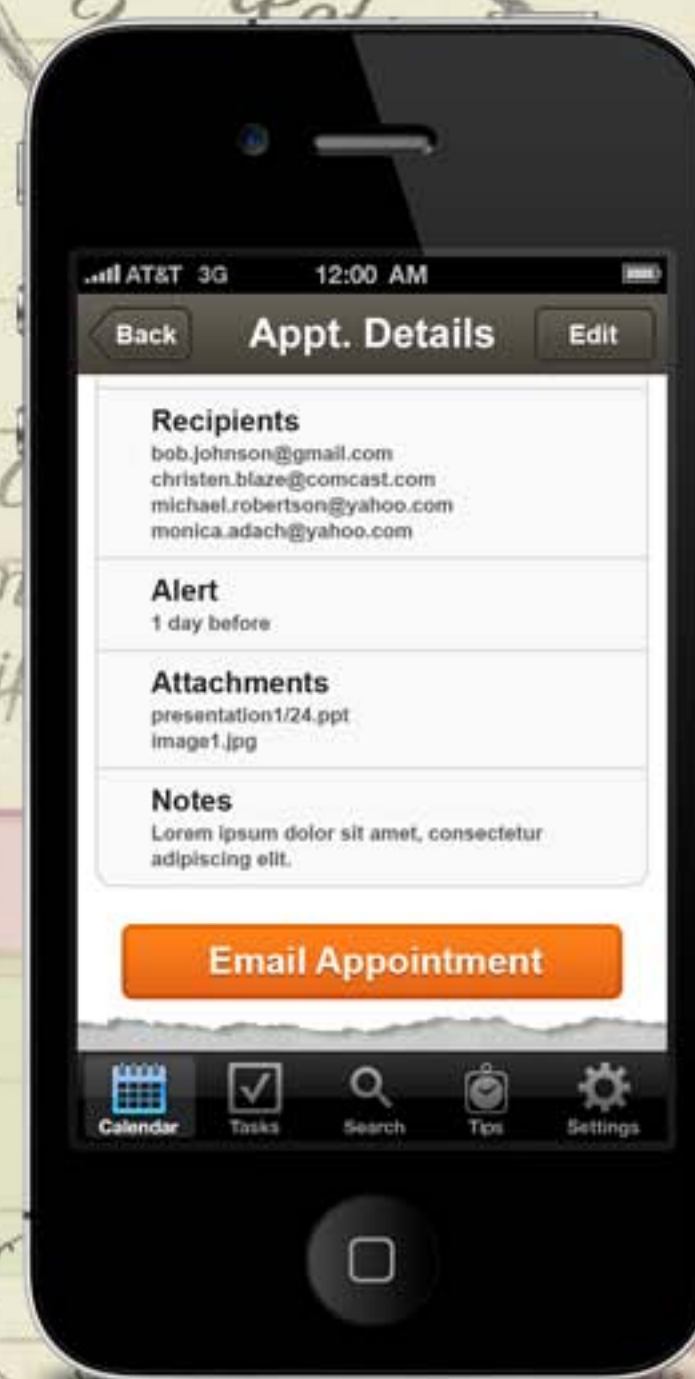 AT&T 3G 12:00 AM
Back Appt. Details Edit
Recipients
bob.johnson@gmail.com
christen.blaze@comcast.com
michael.robertson@yahoo.com
monica.adach@yahoo.com
Alert
1 day before
Attachments
presentation1/24.ppt
image1.jpg
Notes
Lorem ipsum dolor sit amet, consectetur
adipiscing elit.
Email Appointment
Calendar Tasks Search Tips Settings